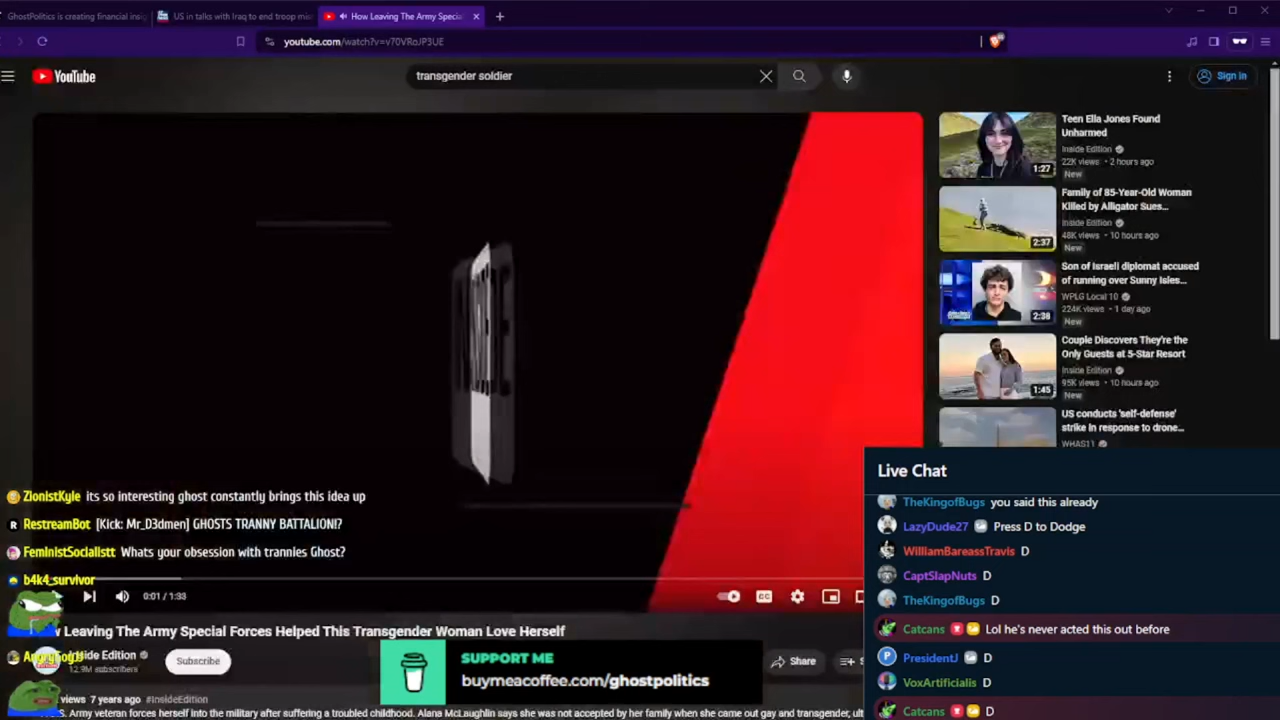 GhostPolitics is creating financial insig
US in talks with Iraq to end troop mis
How Leaving The Army Specia
youtube.com/watch?v=v70VRoJP3UE
YouTube
transgender soldier
Sign in
Teen Ella Jones Found
Unharmed
Inside Edition
22K views • 2 hours ago
New
1:27
Family of 85-Year-Old Woman
Killed by Alligator Sues...
Inside Edition
48K views • 10 hours ago
New
2:37
Son of Israeli diplomat accused
of running over Sunny Isles...
WPLG Local 10
224K views • 1 day ago
New
2:38
Couple Discovers They're the
Only Guests at 5-Star Resort
Inside Edition
95K views • 10 hours ago
New
1:45
US conducts 'self-defense'
strike in response to drone...
WHAS11
ZionistKyle its so interesting ghost constantly brings this idea up
RestreamBot [Kick: Mr_D3dmen] GHOSTS TRANNY BATTALION!?
FeministSocialistt Whats your obsession with trannies Ghost?
b4k4_survivor
0:01 / 1:33
CC
w Leaving The Army Special Forces Helped This Transgender Woman Love Herself
Inside Edition
12.9M subscribers
Subscribe
Share
SUPPORT ME
buymeacoffee.com/ghostpolitics
views 7 years ago #InsideEdition
S. Army veteran forces herself into the military after suffering a troubled childhood. Alana McLaughlin says she was not accepted by her family when she came out gay and transgender, ult
Live Chat
TheKingofBugs you said this already
LazyDude27 Press D to Dodge
WilliamBareassTravis D
CaptSlapNuts D
TheKingofBugs D
Catcans Lol he's never acted this out before
PresidentJ D
VoxArtificialis D
Catcans D